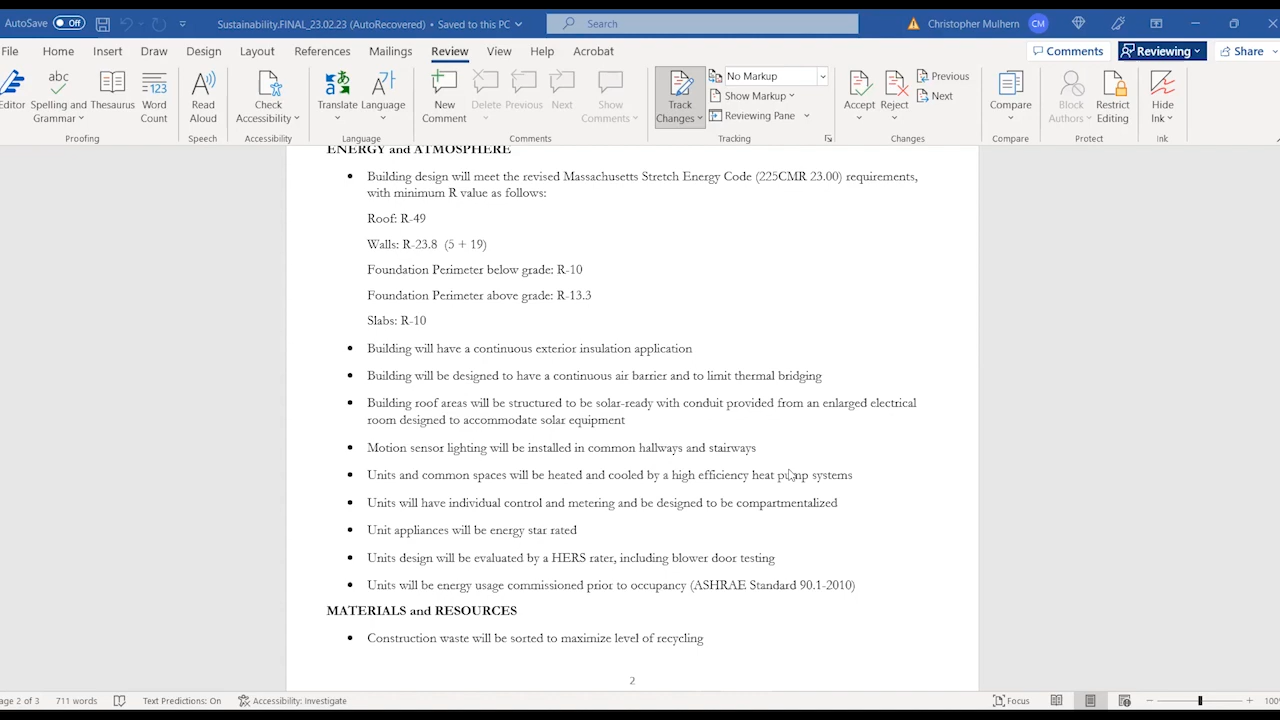 AutoSave Off Sustainability.FINAL_23.02.23 (AutoRecovered) • Saved to this PC Search Christopher Mulhern CM
File Home Insert Draw Design Layout References Mailings Review View Help Acrobat Comments Reviewing Share
Editor Spelling and Grammar Thesaurus Word Count Read Aloud Check Accessibility Translate Language New Comment Delete Previous Next Show Comments Track Changes No Markup Show Markup Reviewing Pane Accept Reject Previous Next Compare Block Authors Restrict Editing Hide Ink
Proofing Speech Accessibility Language Comments Tracking Changes Compare Protect Ink
ENERGY and ATMOSPHERE
• Building design will meet the revised Massachusetts Stretch Energy Code (225CMR 23.00) requirements,
with minimum R value as follows:
Roof: R-49
Walls: R-23.8 (5 + 19)
Foundation Perimeter below grade: R-10
Foundation Perimeter above grade: R-13.3
Slabs: R-10
• Building will have a continuous exterior insulation application
• Building will be designed to have a continuous air barrier and to limit thermal bridging
• Building roof areas will be structured to be solar-ready with conduit provided from an enlarged electrical
room designed to accommodate solar equipment
• Motion sensor lighting will be installed in common hallways and stairways
• Units and common spaces will be heated and cooled by a high efficiency heat pump systems
• Units will have individual control and metering and be designed to be compartmentalized
• Unit appliances will be energy star rated
• Units design will be evaluated by a HERS rater, including blower door testing
• Units will be energy usage commissioned prior to occupancy (ASHRAE Standard 90.1-2010)
MATERIALS and RESOURCES
• Construction waste will be sorted to maximize level of recycling
2
age 2 of 3 711 words Text Predictions: On Accessibility: Investigate Focus 100